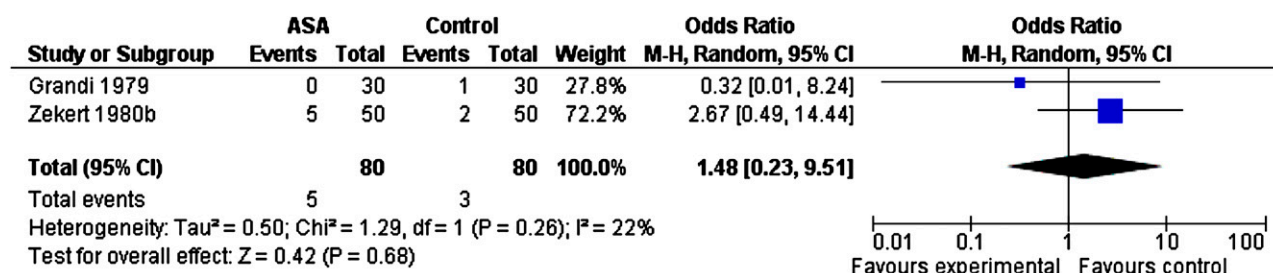 ASA Control Odds Ratio Odds Ratio
Study or Subgroup Events Total Events Total Weight M-H, Random, 95% CI M-H, Random, 95% CI
Grandi 1979 0 30 1 30 27.8% 0.32 [0.01, 8.24]
Zekert 1980b 5 50 2 50 72.2% 2.67 [0.49, 14.44]
Total (95% CI) 80 80 100.0% 1.48 [0.23, 9.51]
Total events 5 3
Heterogeneity: Tau² = 0.50; Chi² = 1.29, df = 1 (P = 0.26); I² = 22%
Test for overall effect: Z = 0.42 (P = 0.68)
0.01 0.1 1 10 100
Favours experimental Favours control